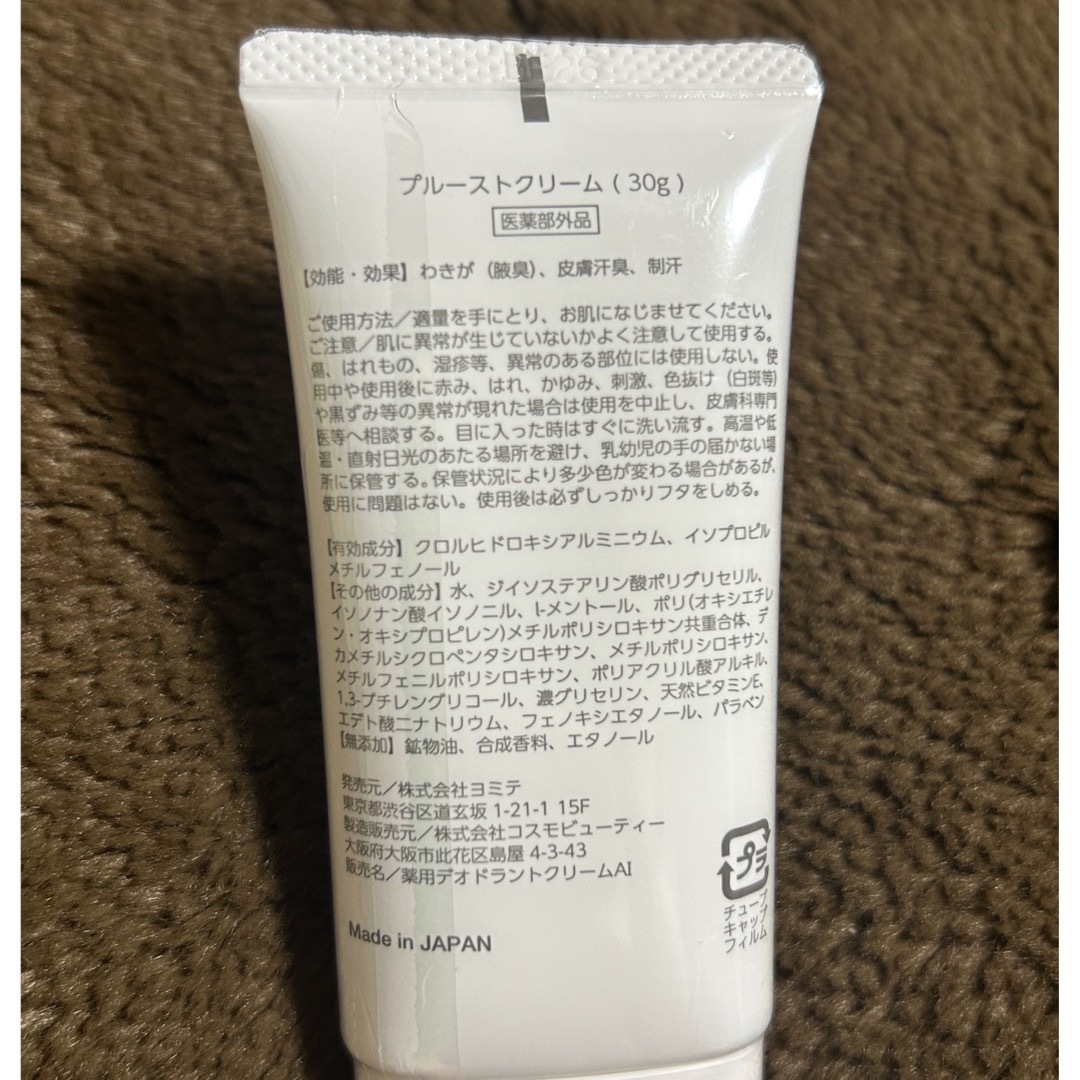 プルーストクリーム ( 30g )
医薬部外品
【効能・効果】わきが（腋臭）、皮膚汗臭、制汗
ご使用方法／適量を手にとり、お肌になじませてください。
ご注意／肌に異常が生じていないかよく注意して使用する。
傷、はれもの、湿疹等、異常のある部位には使用しない。使
用中や使用後に赤み、はれ、かゆみ、刺激、色抜け（白斑等）
や黒ずみ等の異常が現れた場合は使用を中止し、皮膚科専門
医等へ相談する。目に入った時はすぐに洗い流す。高温や低
温・直射日光のあたる場所を避け、乳幼児の手の届かない場
所に保管する。保管状況により多少色が変わる場合があるが、
使用に問題はない。使用後は必ずしっかりフタをしめる。
【有効成分】クロルヒドロキシアルミニウム、イソプロピル
メチルフェノール
【その他の成分】水、ジイソステアリン酸ポリグリセリル、
イソノナン酸イソノニル、l-メントール、ポリ(オキシエチレ
ン・オキシプロピレン)メチルポリシロキサン共重合体、デ
カメチルシクロペンタシロキサン、メチルポリシロキサン、
メチルフェニルポリシロキサン、ポリアクリル酸アルキル、
1,3-ブチレングリコール、濃グリセリン、天然ビタミンE、
エデト酸二ナトリウム、フェノキシエタノール、パラベン
【無添加】鉱物油、合成香料、エタノール
発売元／株式会社ヨミテ
東京都渋谷区道玄坂 1-21-1 15F
製造販売元／株式会社コスモビューティー
大阪府大阪市此花区島屋 4-3-43
販売名／薬用デオドラントクリームAI
Made in JAPAN
プラ
チューブ
キャップ
フィルム